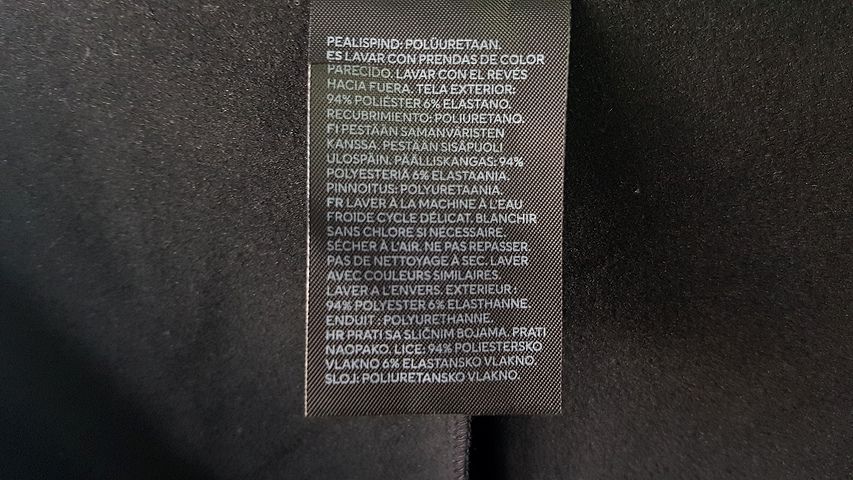 PEALISPIND: POLÜURETAAN.
ES LAVAR CON PRENDAS DE COLOR
PARECIDO. LAVAR CON EL REVÉS
HACIA FUERA. TELA EXTERIOR:
94% POLIÉSTER 6% ELASTANO.
RECUBRIMIENTO: POLIURETANO.
FI PESTÄÄN SAMANVÄRISTEN
KANSSA. PESTÄÄN SISÄPUOLI
ULOSPÄIN. PÄÄLLISKANGAS: 94%
POLYESTERIÄ 6% ELASTAANIA.
PINNOITUS: POLYURETAANIA.
FR LAVER À LA MACHINE À L'EAU
FROIDE CYCLE DÉLICAT. BLANCHIR
SANS CHLORE SI NÉCESSAIRE.
SÉCHER À L'AIR. NE PAS REPASSER.
PAS DE NETTOYAGE À SEC. LAVER
AVEC COULEURS SIMILAIRES.
LAVER A L'ENVERS. EXTERIEUR :
94% POLYESTER 6% ELASTHANNE.
ENDUIT : POLYURETHANNE.
HR PRATI SA SLIČNIM BOJAMA. PRATI
NAOPAKO. LICE: 94% POLIESTERSKO
VLAKNO 6% ELASTANSKO VLAKNO.
SLOJ: POLIURETANSKO VLAKNO.